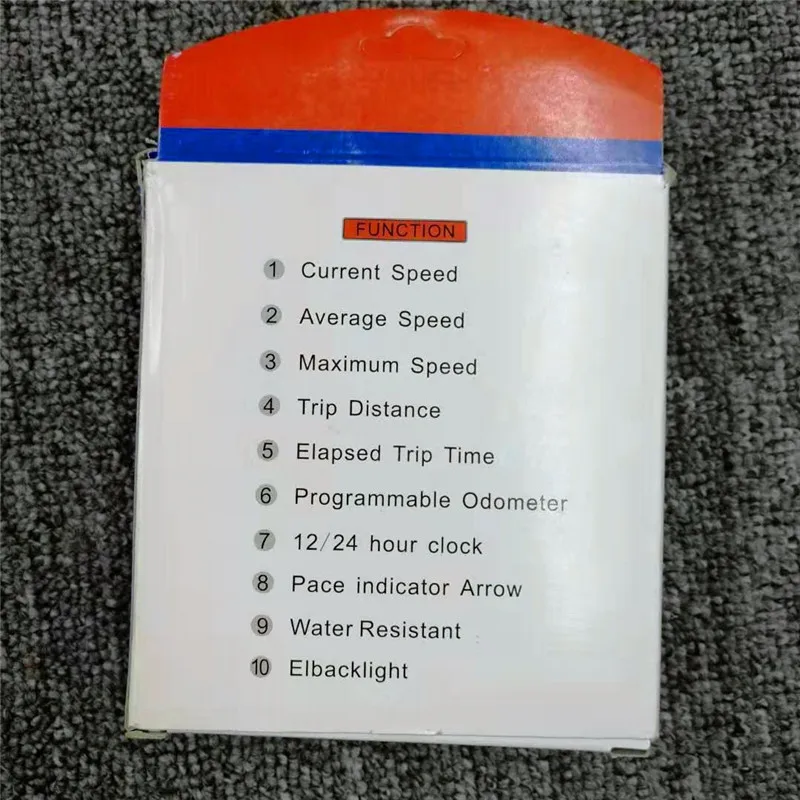 FUNCTION
1 Current Speed
2 Average Speed
3 Maximum Speed
4 Trip Distance
5 Elapsed Trip Time
6 Programmable Odometer
7 12/24 hour clock
8 Pace indicator Arrow
9 Water Resistant
10 Elbacklight